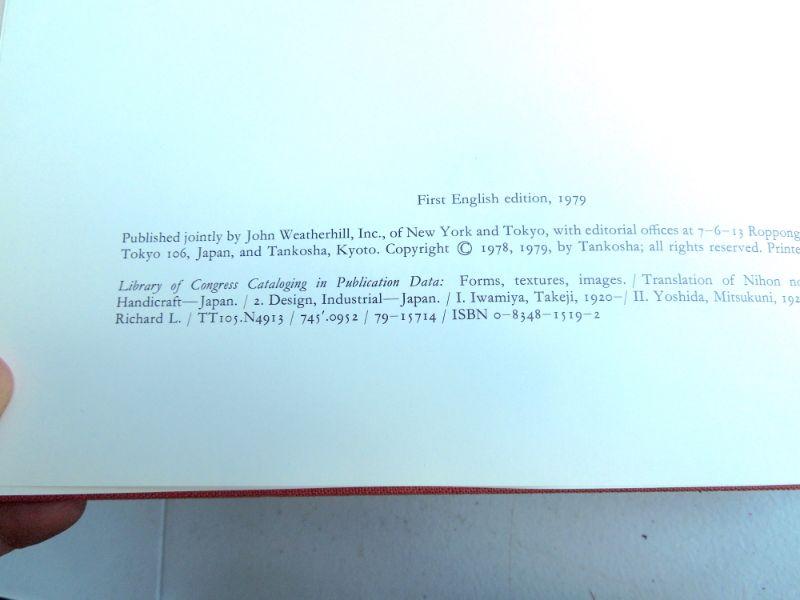 First English edition, 1979
Published jointly by John Weatherhill, Inc., of New York and Tokyo, with editorial offices at 7–6–13 Roppong
Tokyo 106, Japan, and Tankosha, Kyoto. Copyright © 1978, 1979, by Tankosha; all rights reserved. Printe
Library of Congress Cataloging in Publication Data: Forms, textures, images. / Translation of Nihon no
Handicraft—Japan. / 2. Design, Industrial—Japan. / I. Iwamiya, Takeji, 1920– / II. Yoshida, Mitsukuni, 192
Richard L. / TT105.N4913 / 745'.0952 / 79–15714 / ISBN 0–8348–1519–2